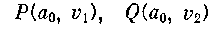 P(a₀, v₁), Q(a₀, v₂)